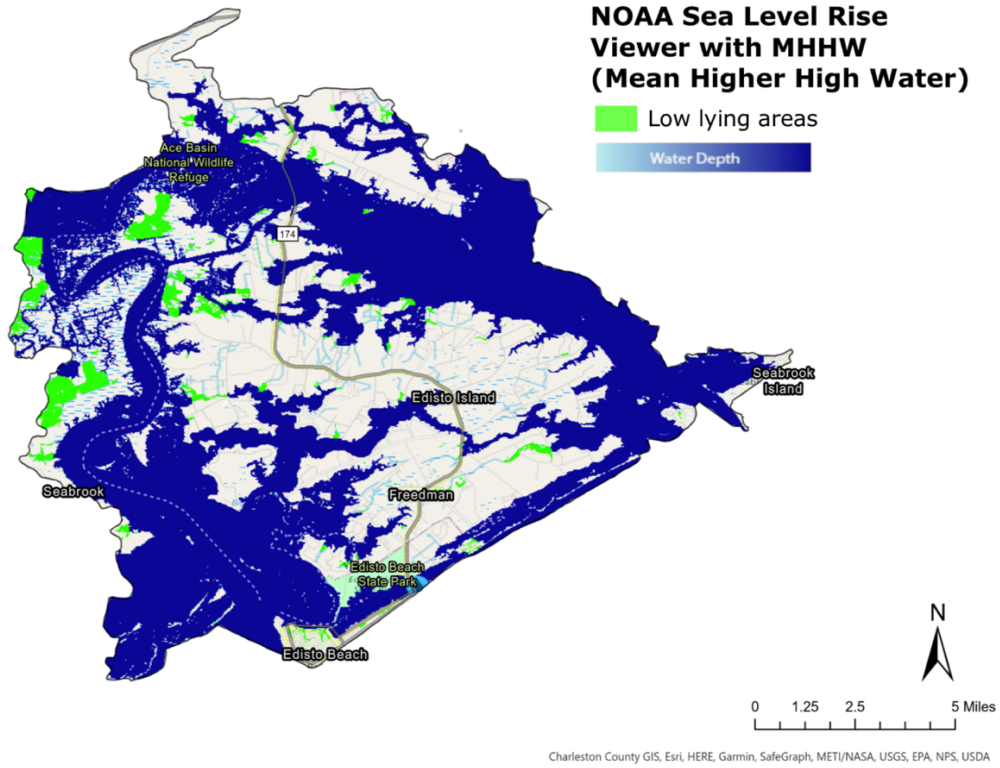 NOAA Sea Level Rise
Viewer with MHHW
(Mean Higher High Water)
Low lying areas
Water Depth
Ace Basin
National Wildlife
Refuge
174
Seabrook
Island
Edisto Island
Seabrook
Freedman
Edisto Beach
State Park
Edisto Beach
N
0 1.25 2.5 5 Miles
Charleston County GIS, Esri, HERE, Garmin, SafeGraph, METI/NASA, USGS, EPA, NPS, USDA